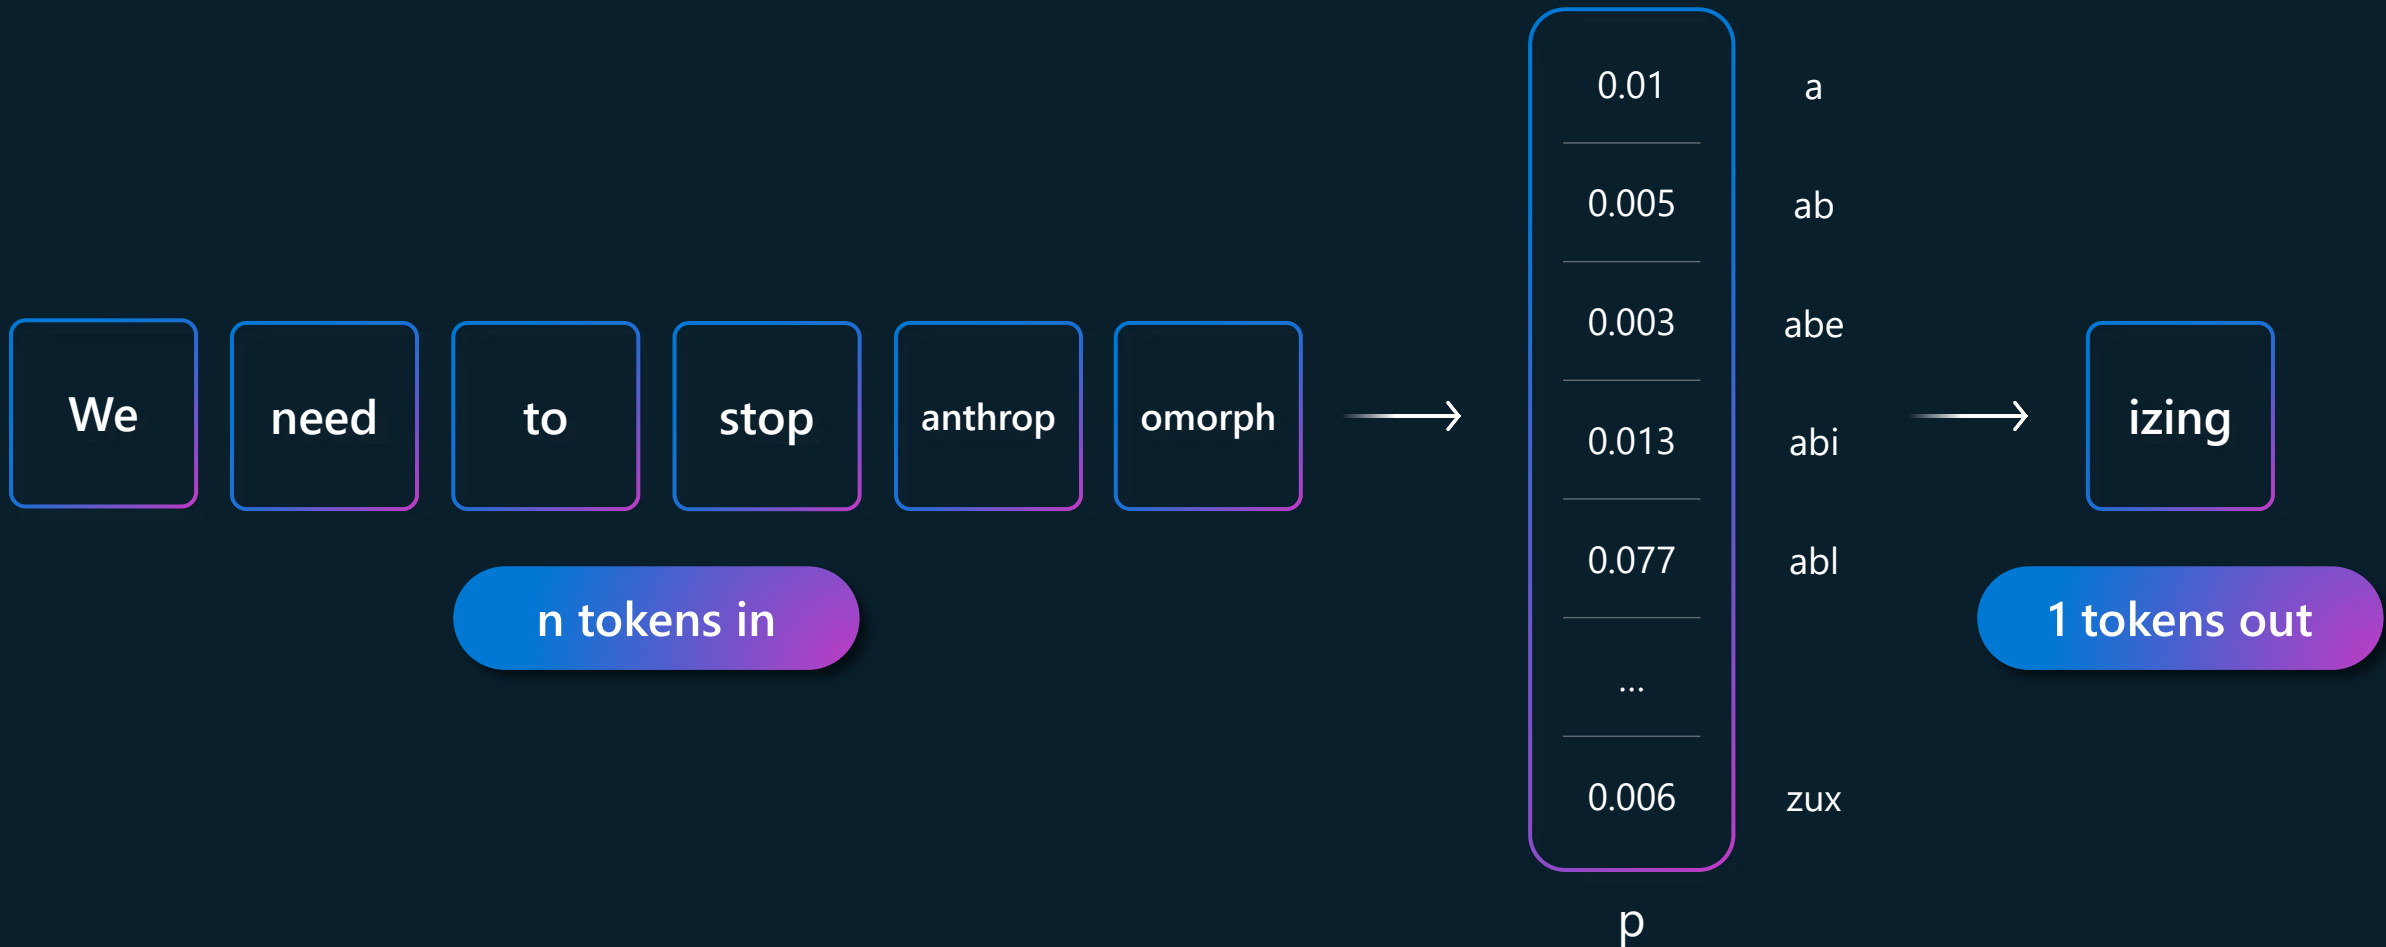 We need to stop anthrop omorph
n tokens in
0.01 a
0.005 ab
0.003 abe
0.013 abi
0.077 abl
...
0.006 zux
p
izing
1 tokens out